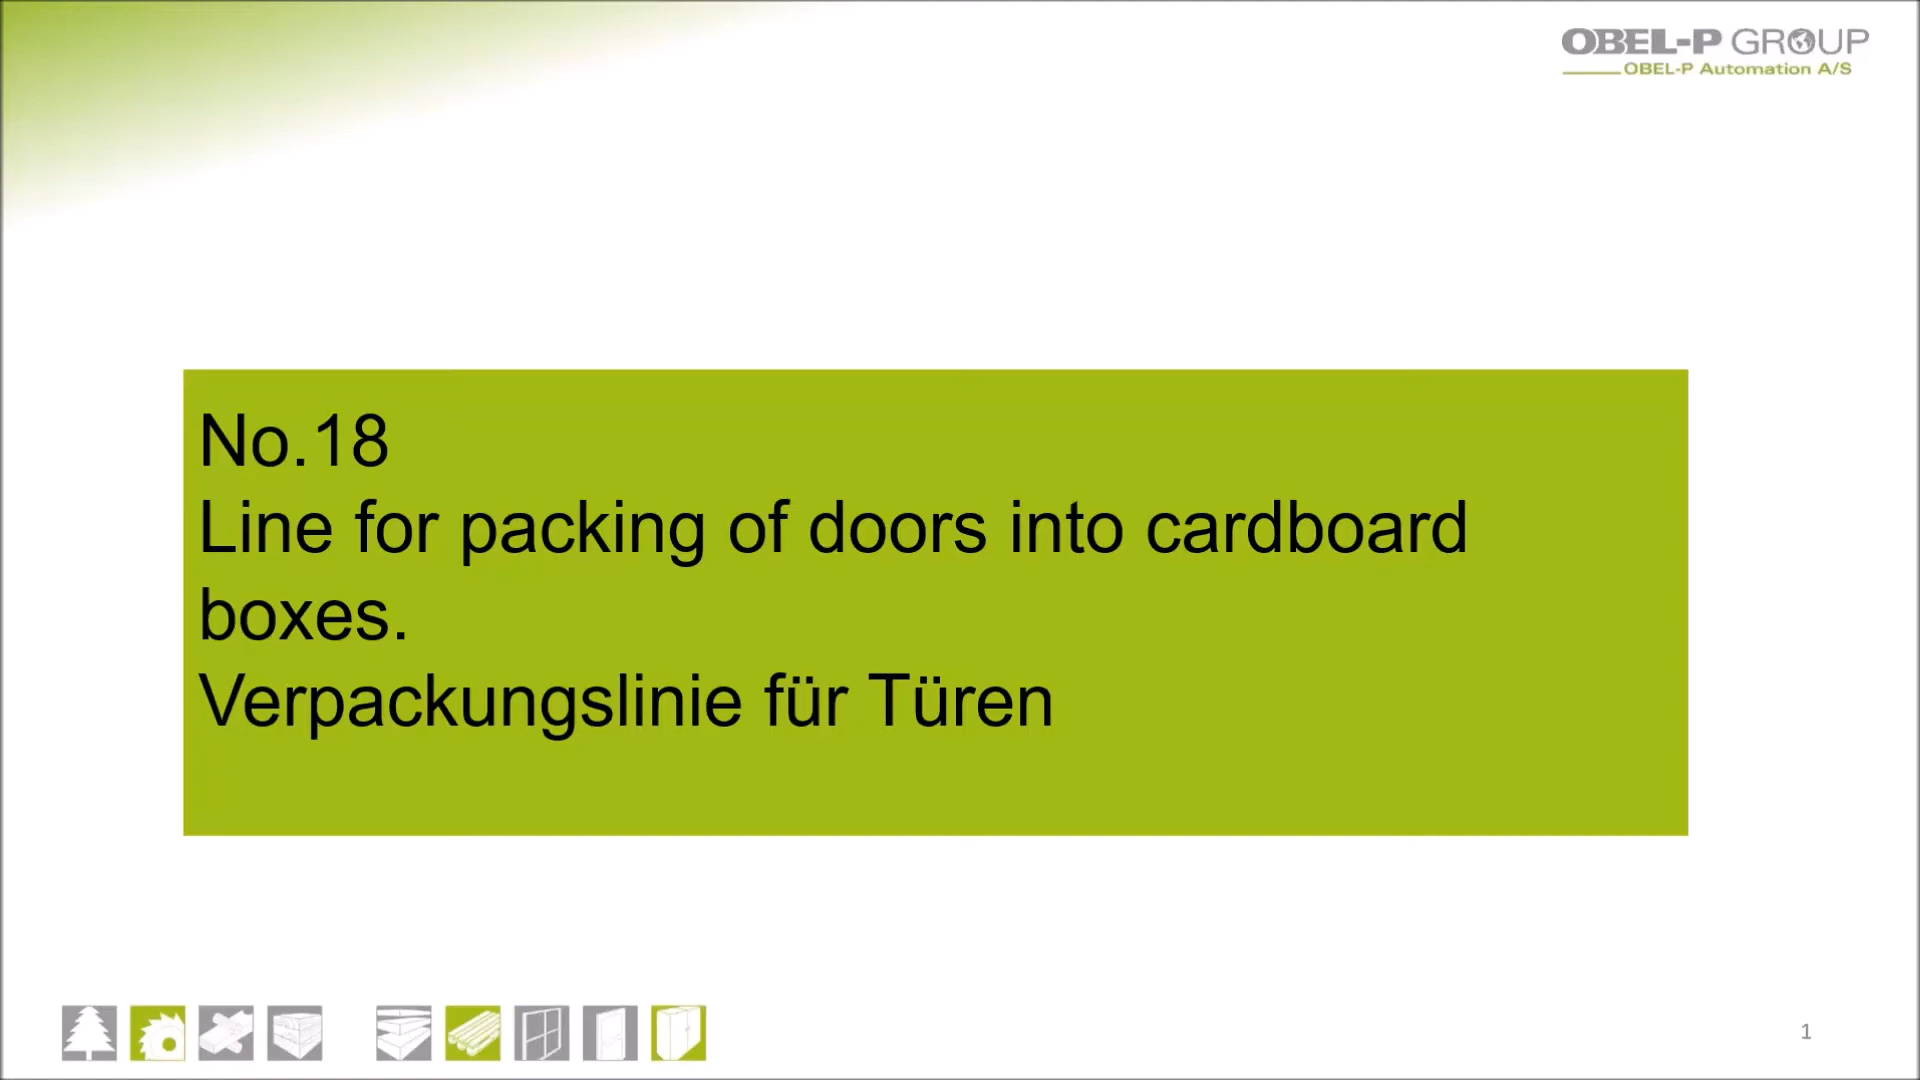 OBEL-P GROUP
OBEL-P Automation A/S
No.18
Line for packing of doors into cardboard
boxes.
Verpackungslinie für Türen
1